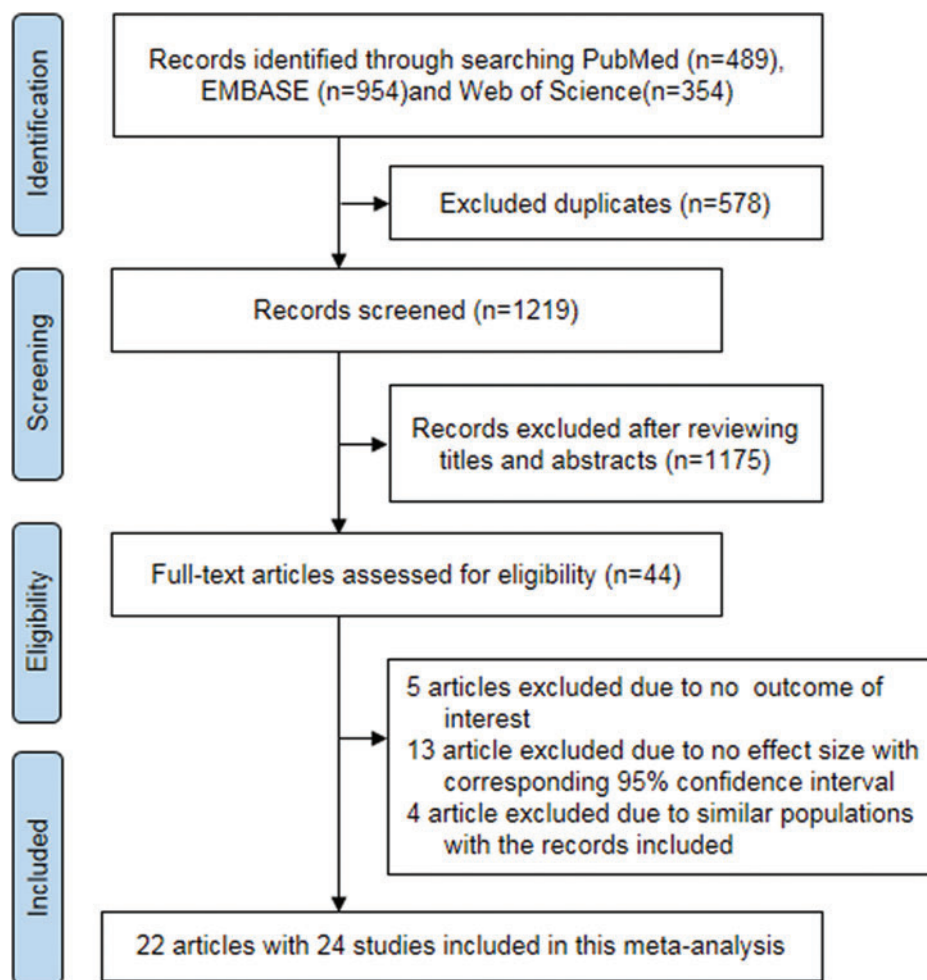 Identification
Records identified through searching PubMed (n=489),
EMBASE (n=954)and Web of Science(n=354)
Excluded duplicates (n=578)
Screening
Records screened (n=1219)
Records excluded after reviewing
titles and abstracts (n=1175)
Eligibility
Full-text articles assessed for eligibility (n=44)
5 articles excluded due to no outcome of
interest
13 article excluded due to no effect size with
corresponding 95% confidence interval
4 article excluded due to similar populations
with the records included
Included
22 articles with 24 studies included in this meta-analysis